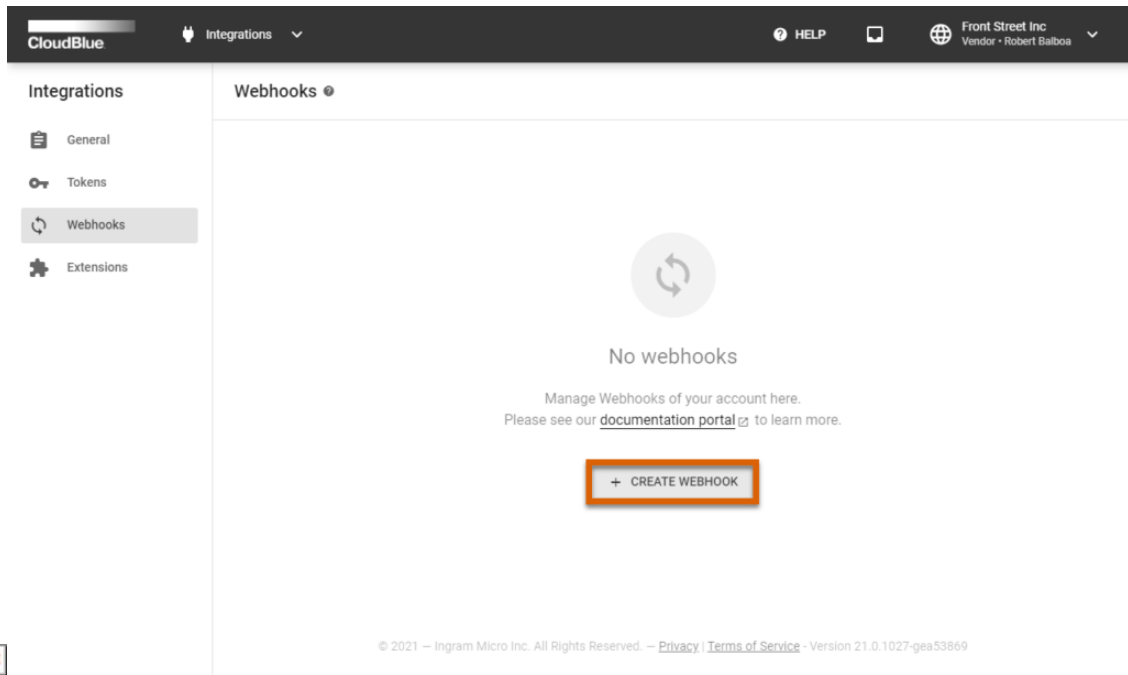 CloudBlue
Integrations
HELP
Front Street Inc
Vendor • Robert Balboa
Integrations
Webhooks
General
Tokens
Webhooks
Extensions
No webhooks
Manage Webhooks of your account here.
Please see our documentation portal to learn more.
+ CREATE WEBHOOK
© 2021 — Ingram Micro Inc. All Rights Reserved. — Privacy | Terms of Service - Version 21.0.1027-gea53869